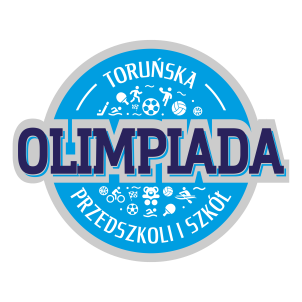 TORUŃSKA
OLIMPIADA
PRZEDSZKOLI I SZKÓŁ